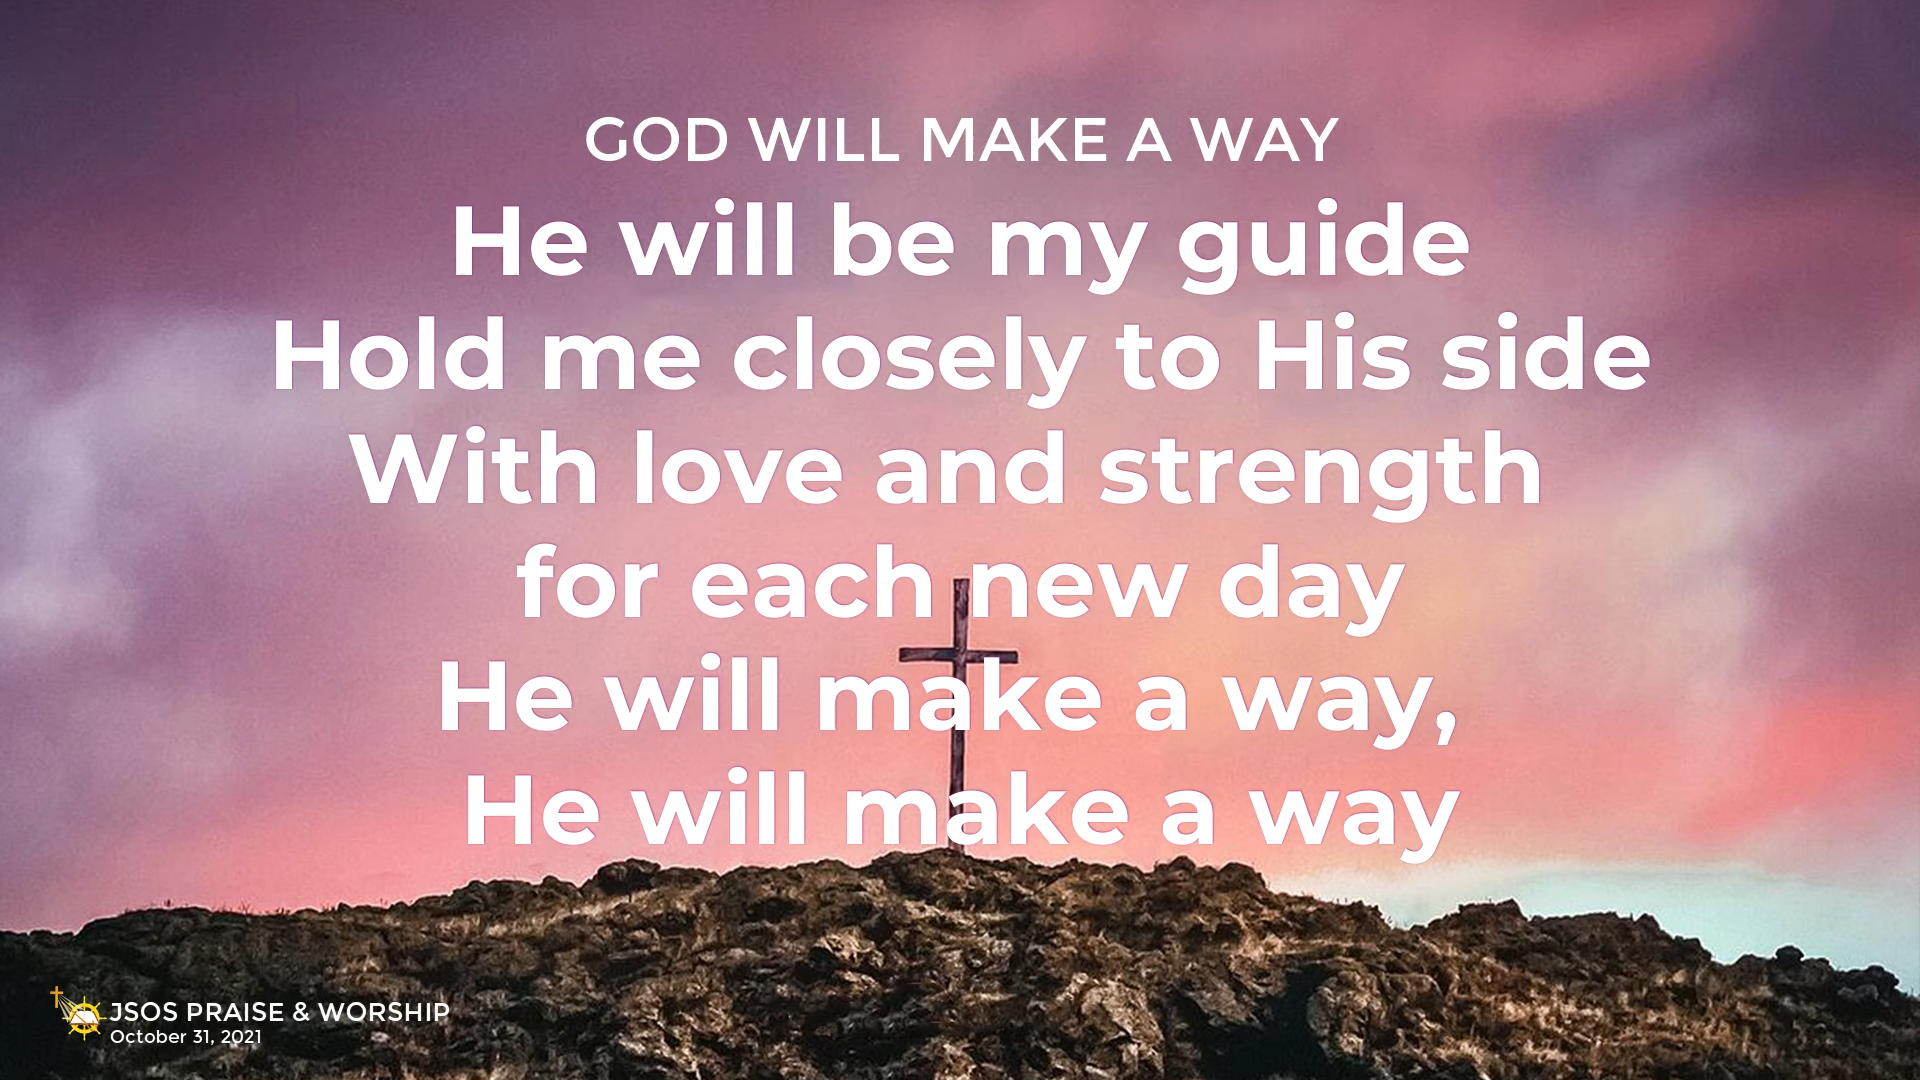 GOD WILL MAKE A WAY
He will be my guide
Hold me closely to His side
With love and strength
for each new day
He will make a way,
He will make a way
JSOS PRAISE & WORSHIP
October 31, 2021